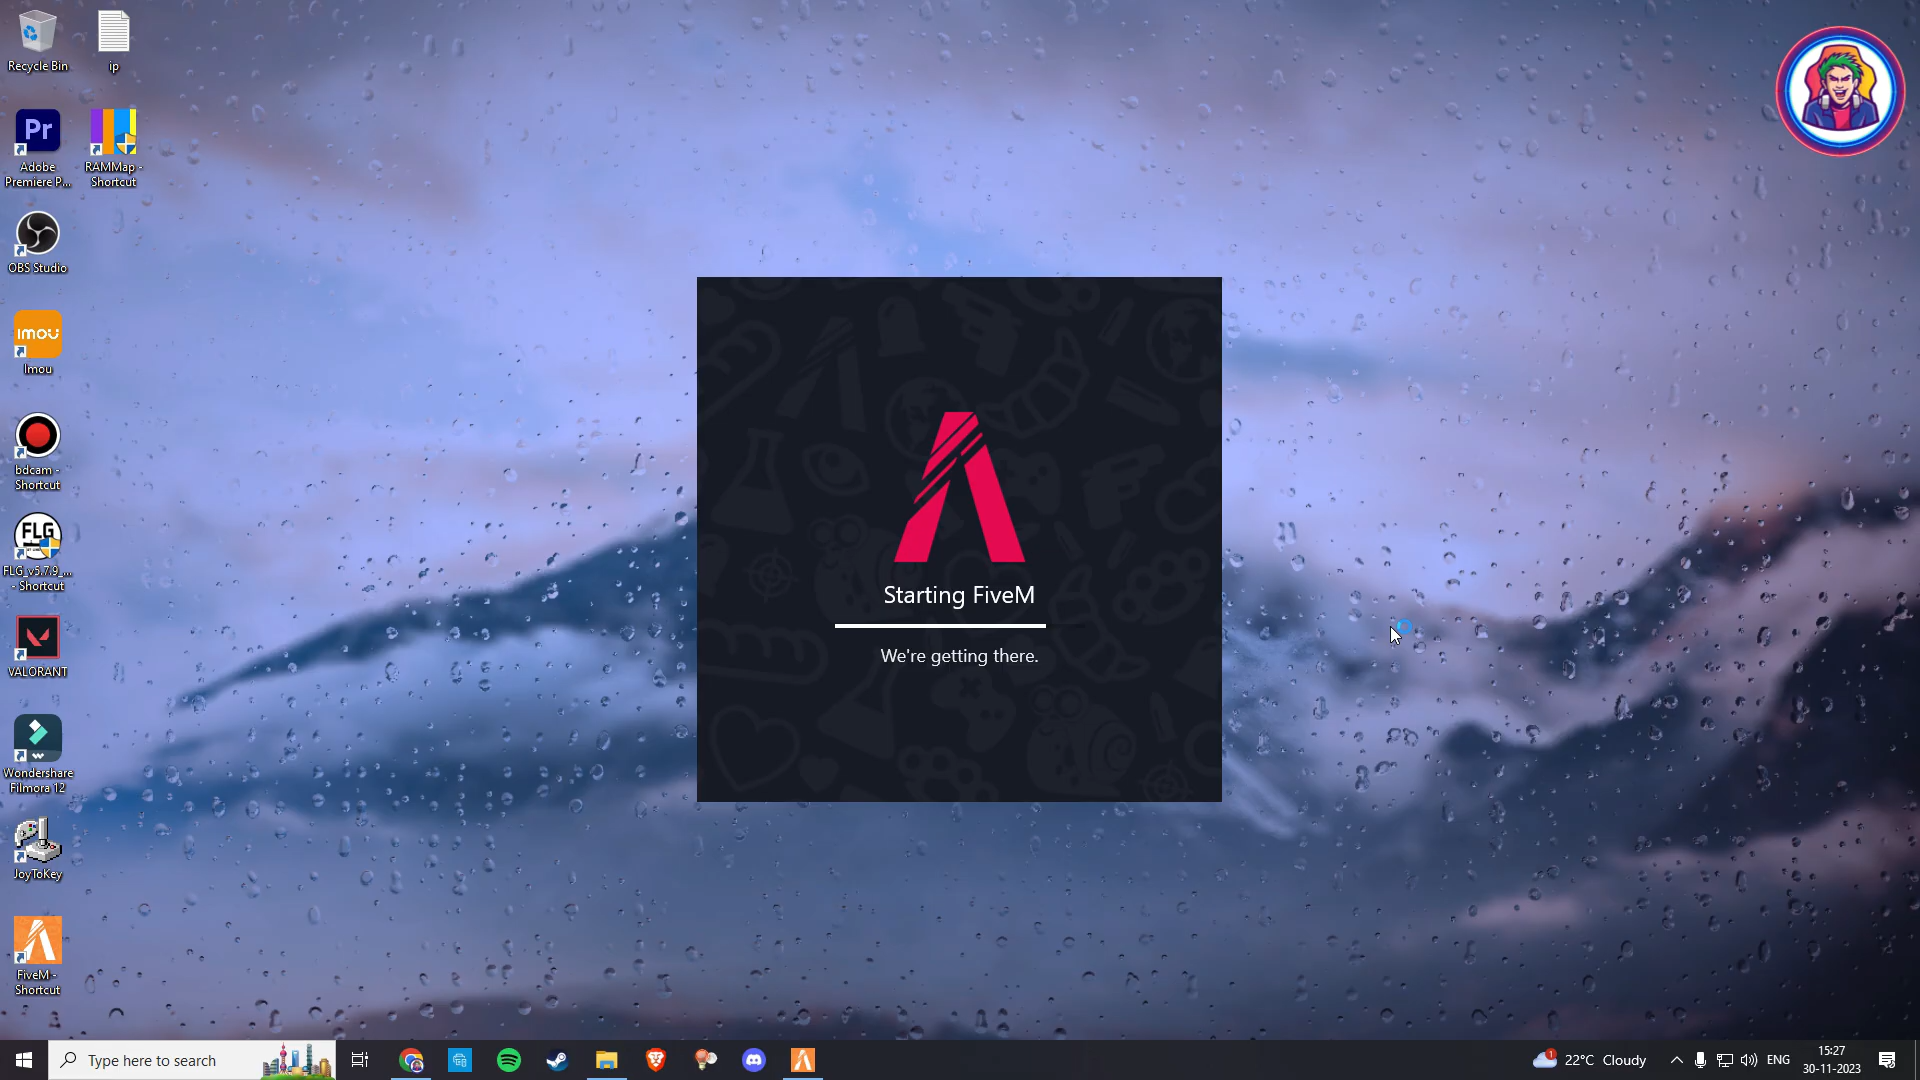 Recycle Bin
ip
Pr
Adobe
Premiere P...
RAMMap -
Shortcut
OBS Studio
imou
Imou
bdcam -
Shortcut
FLG
FLG_v5.7.9_...
- Shortcut
VALORANT
Wondershare
Filmora 12
JoyToKey
FiveM -
Shortcut
Starting FiveM
We're getting there.
Type here to search
1
22°C Cloudy
ENG
15:27
30-11-2023